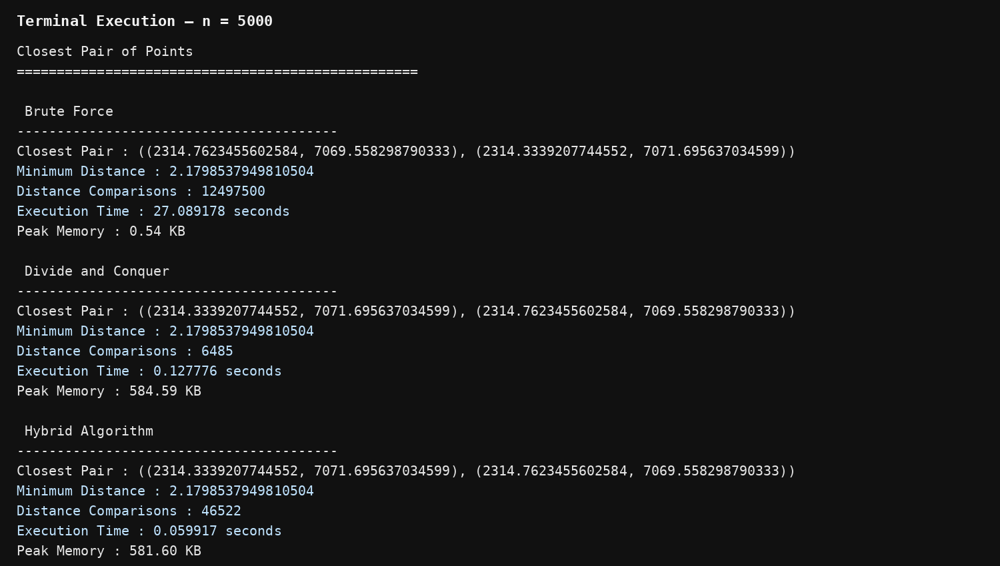 Terminal Execution — n = 5000
Closest Pair of Points
==================================================
Brute Force
----------------------------------------
Closest Pair : ((2314.7623455602584, 7069.558298790333), (2314.3339207744552, 7071.695637034599))
Minimum Distance : 2.1798537949810504
Distance Comparisons : 12497500
Execution Time : 27.089178 seconds
Peak Memory : 0.54 KB
Divide and Conquer
----------------------------------------
Closest Pair : ((2314.3339207744552, 7071.695637034599), (2314.7623455602584, 7069.558298790333))
Minimum Distance : 2.1798537949810504
Distance Comparisons : 6485
Execution Time : 0.127776 seconds
Peak Memory : 584.59 KB
Hybrid Algorithm
----------------------------------------
Closest Pair : ((2314.3339207744552, 7071.695637034599), (2314.7623455602584, 7069.558298790333))
Minimum Distance : 2.1798537949810504
Distance Comparisons : 46522
Execution Time : 0.059917 seconds
Peak Memory : 581.60 KB